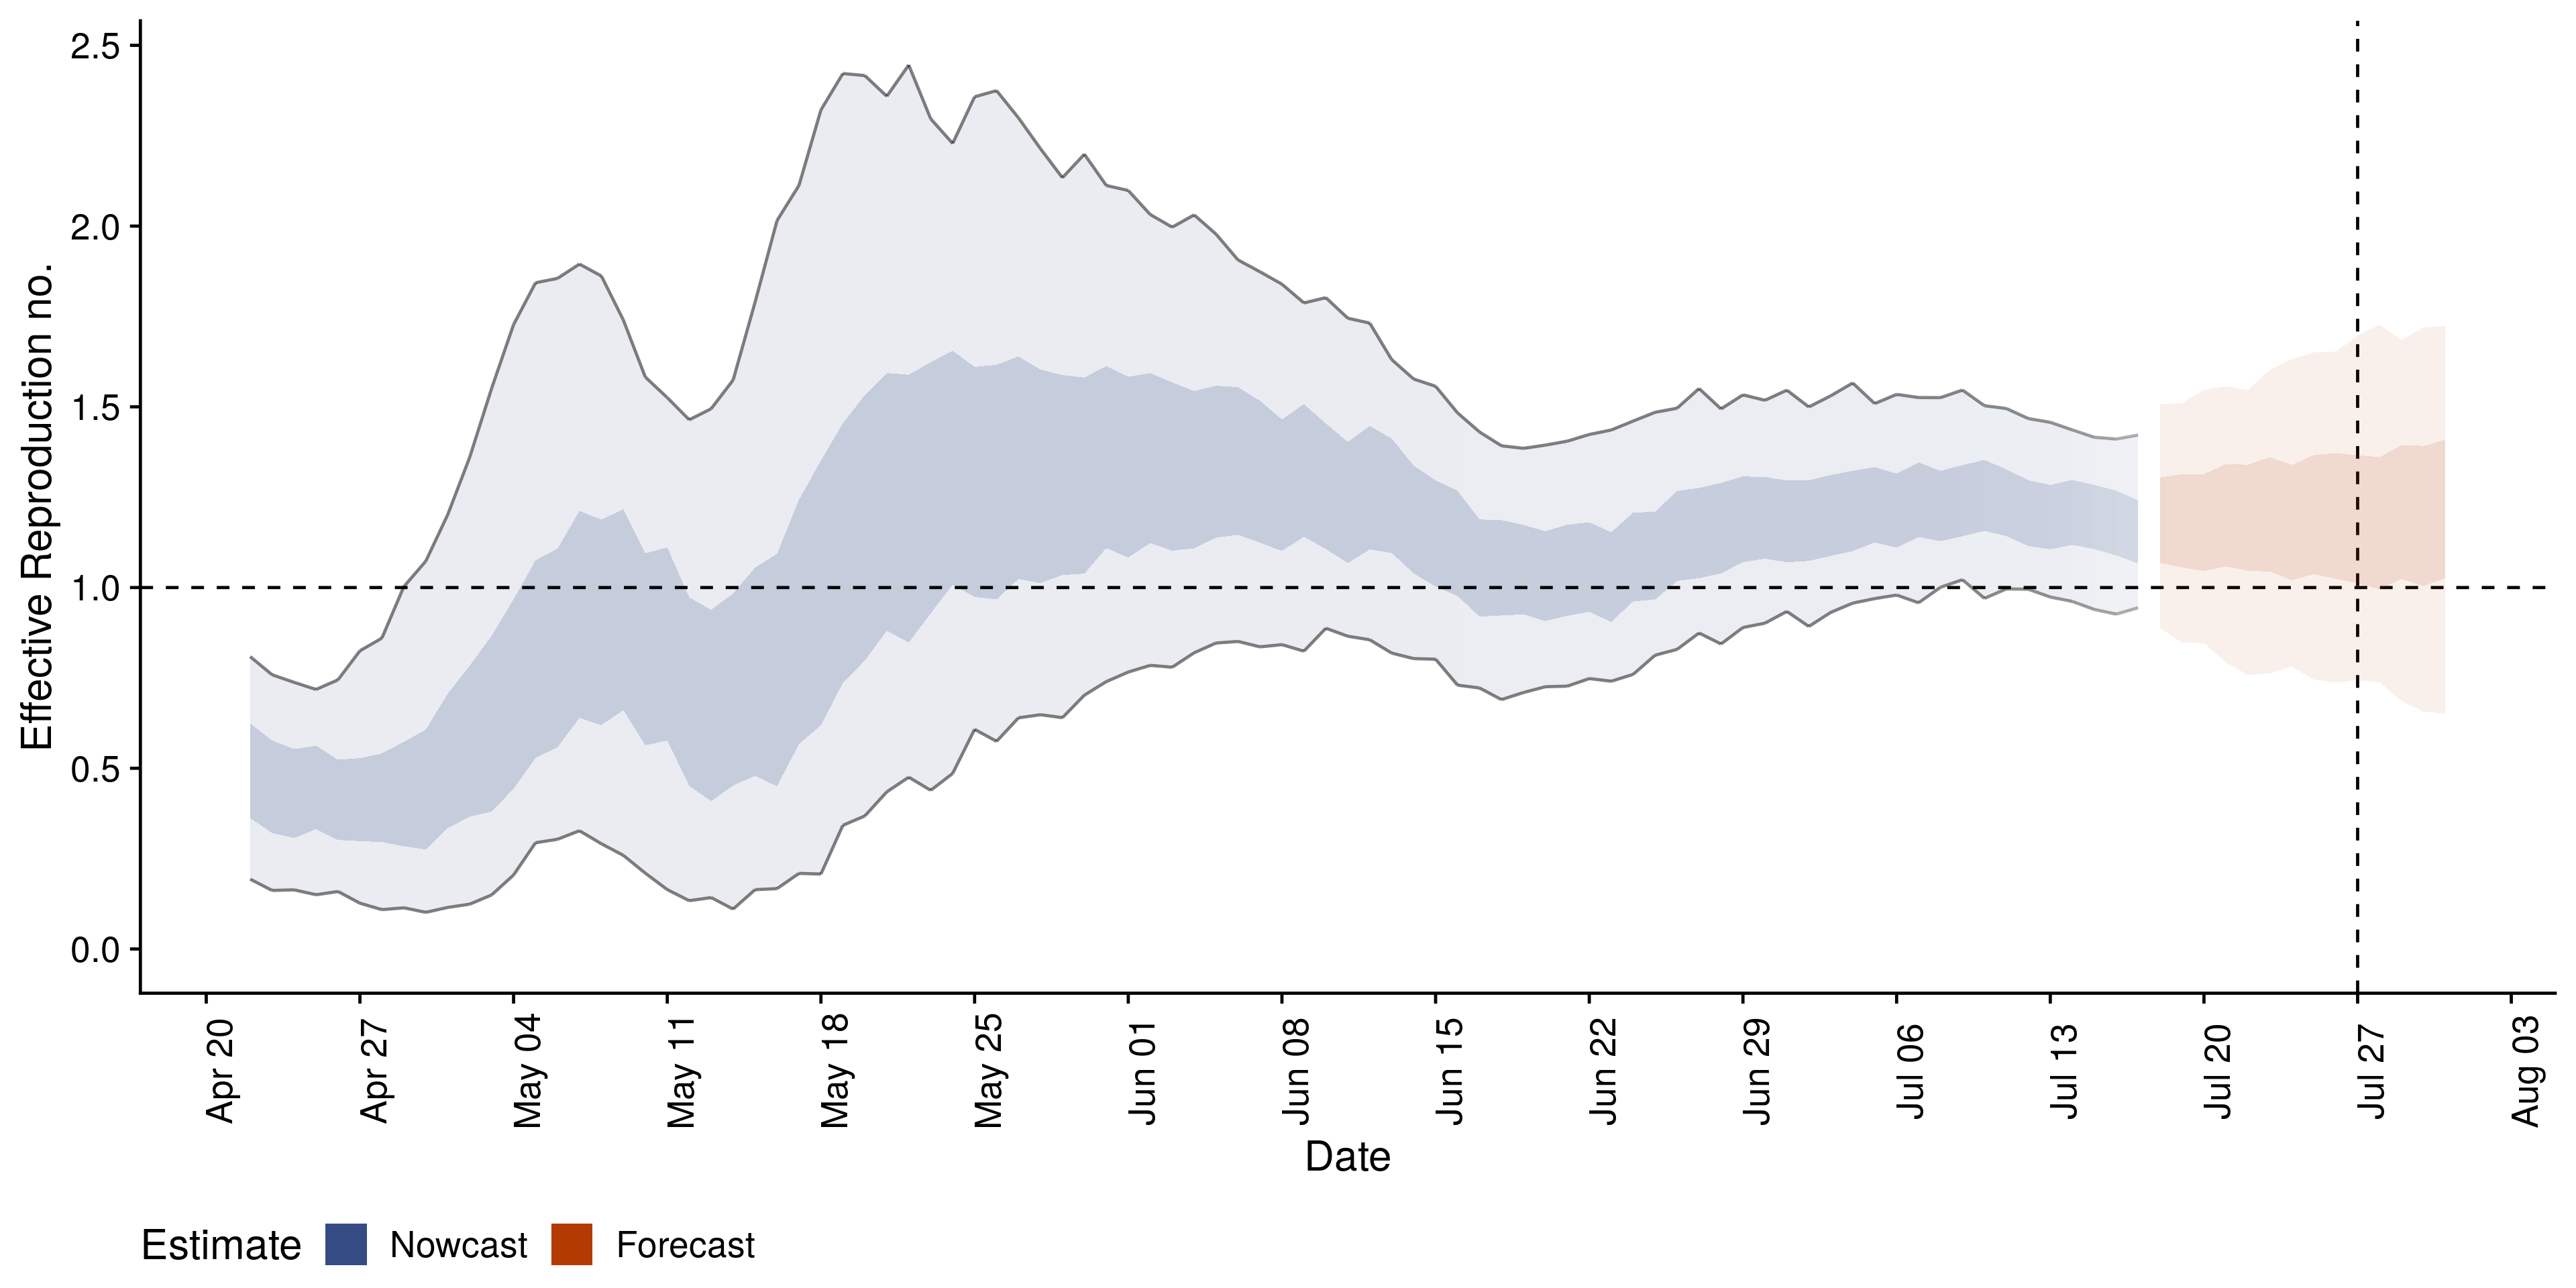 Effective Reproduction no.
2.5
2.0
1.5
1.0
0.5
0.0
Apr 20
Apr 27
May 04
May 11
May 18
May 25
Jun 01
Jun 08
Jun 15
Jun 22
Jun 29
Jul 06
Jul 13
Jul 20
Jul 27
Aug 03
Date
Estimate Nowcast Forecast